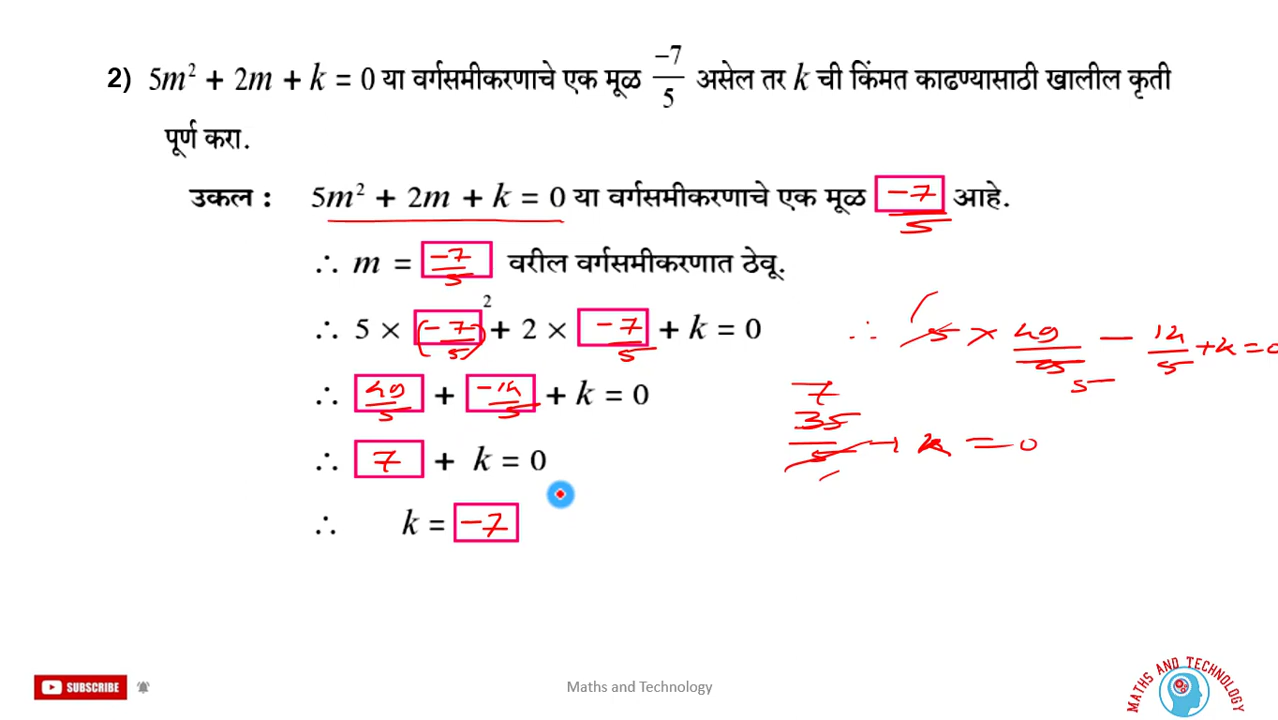 2) 5m² + 2m + k = 0 या वर्गसमीकरणाचे एक मूळ −7/5 असेल तर k ची किंमत काढण्यासाठी खालील कृती
पूर्ण करा.
उकल : 5m² + 2m + k = 0 या वर्गसमीकरणाचे एक मूळ −7/5 आहे.
∴ m = −7/5 वरील वर्गसमीकरणात ठेवू.
∴ 5 × (−7/5)² + 2 × −7/5 + k = 0
∴ 5 × 49/25 − 14/5 + k = 0
∴ 49/5 + −14/5 + k = 0
7
35/5 + k = 0
∴ 7 + k = 0
∴ k = −7
SUBSCRIBE
Maths and Technology
MATHS AND TECHNOLOGY